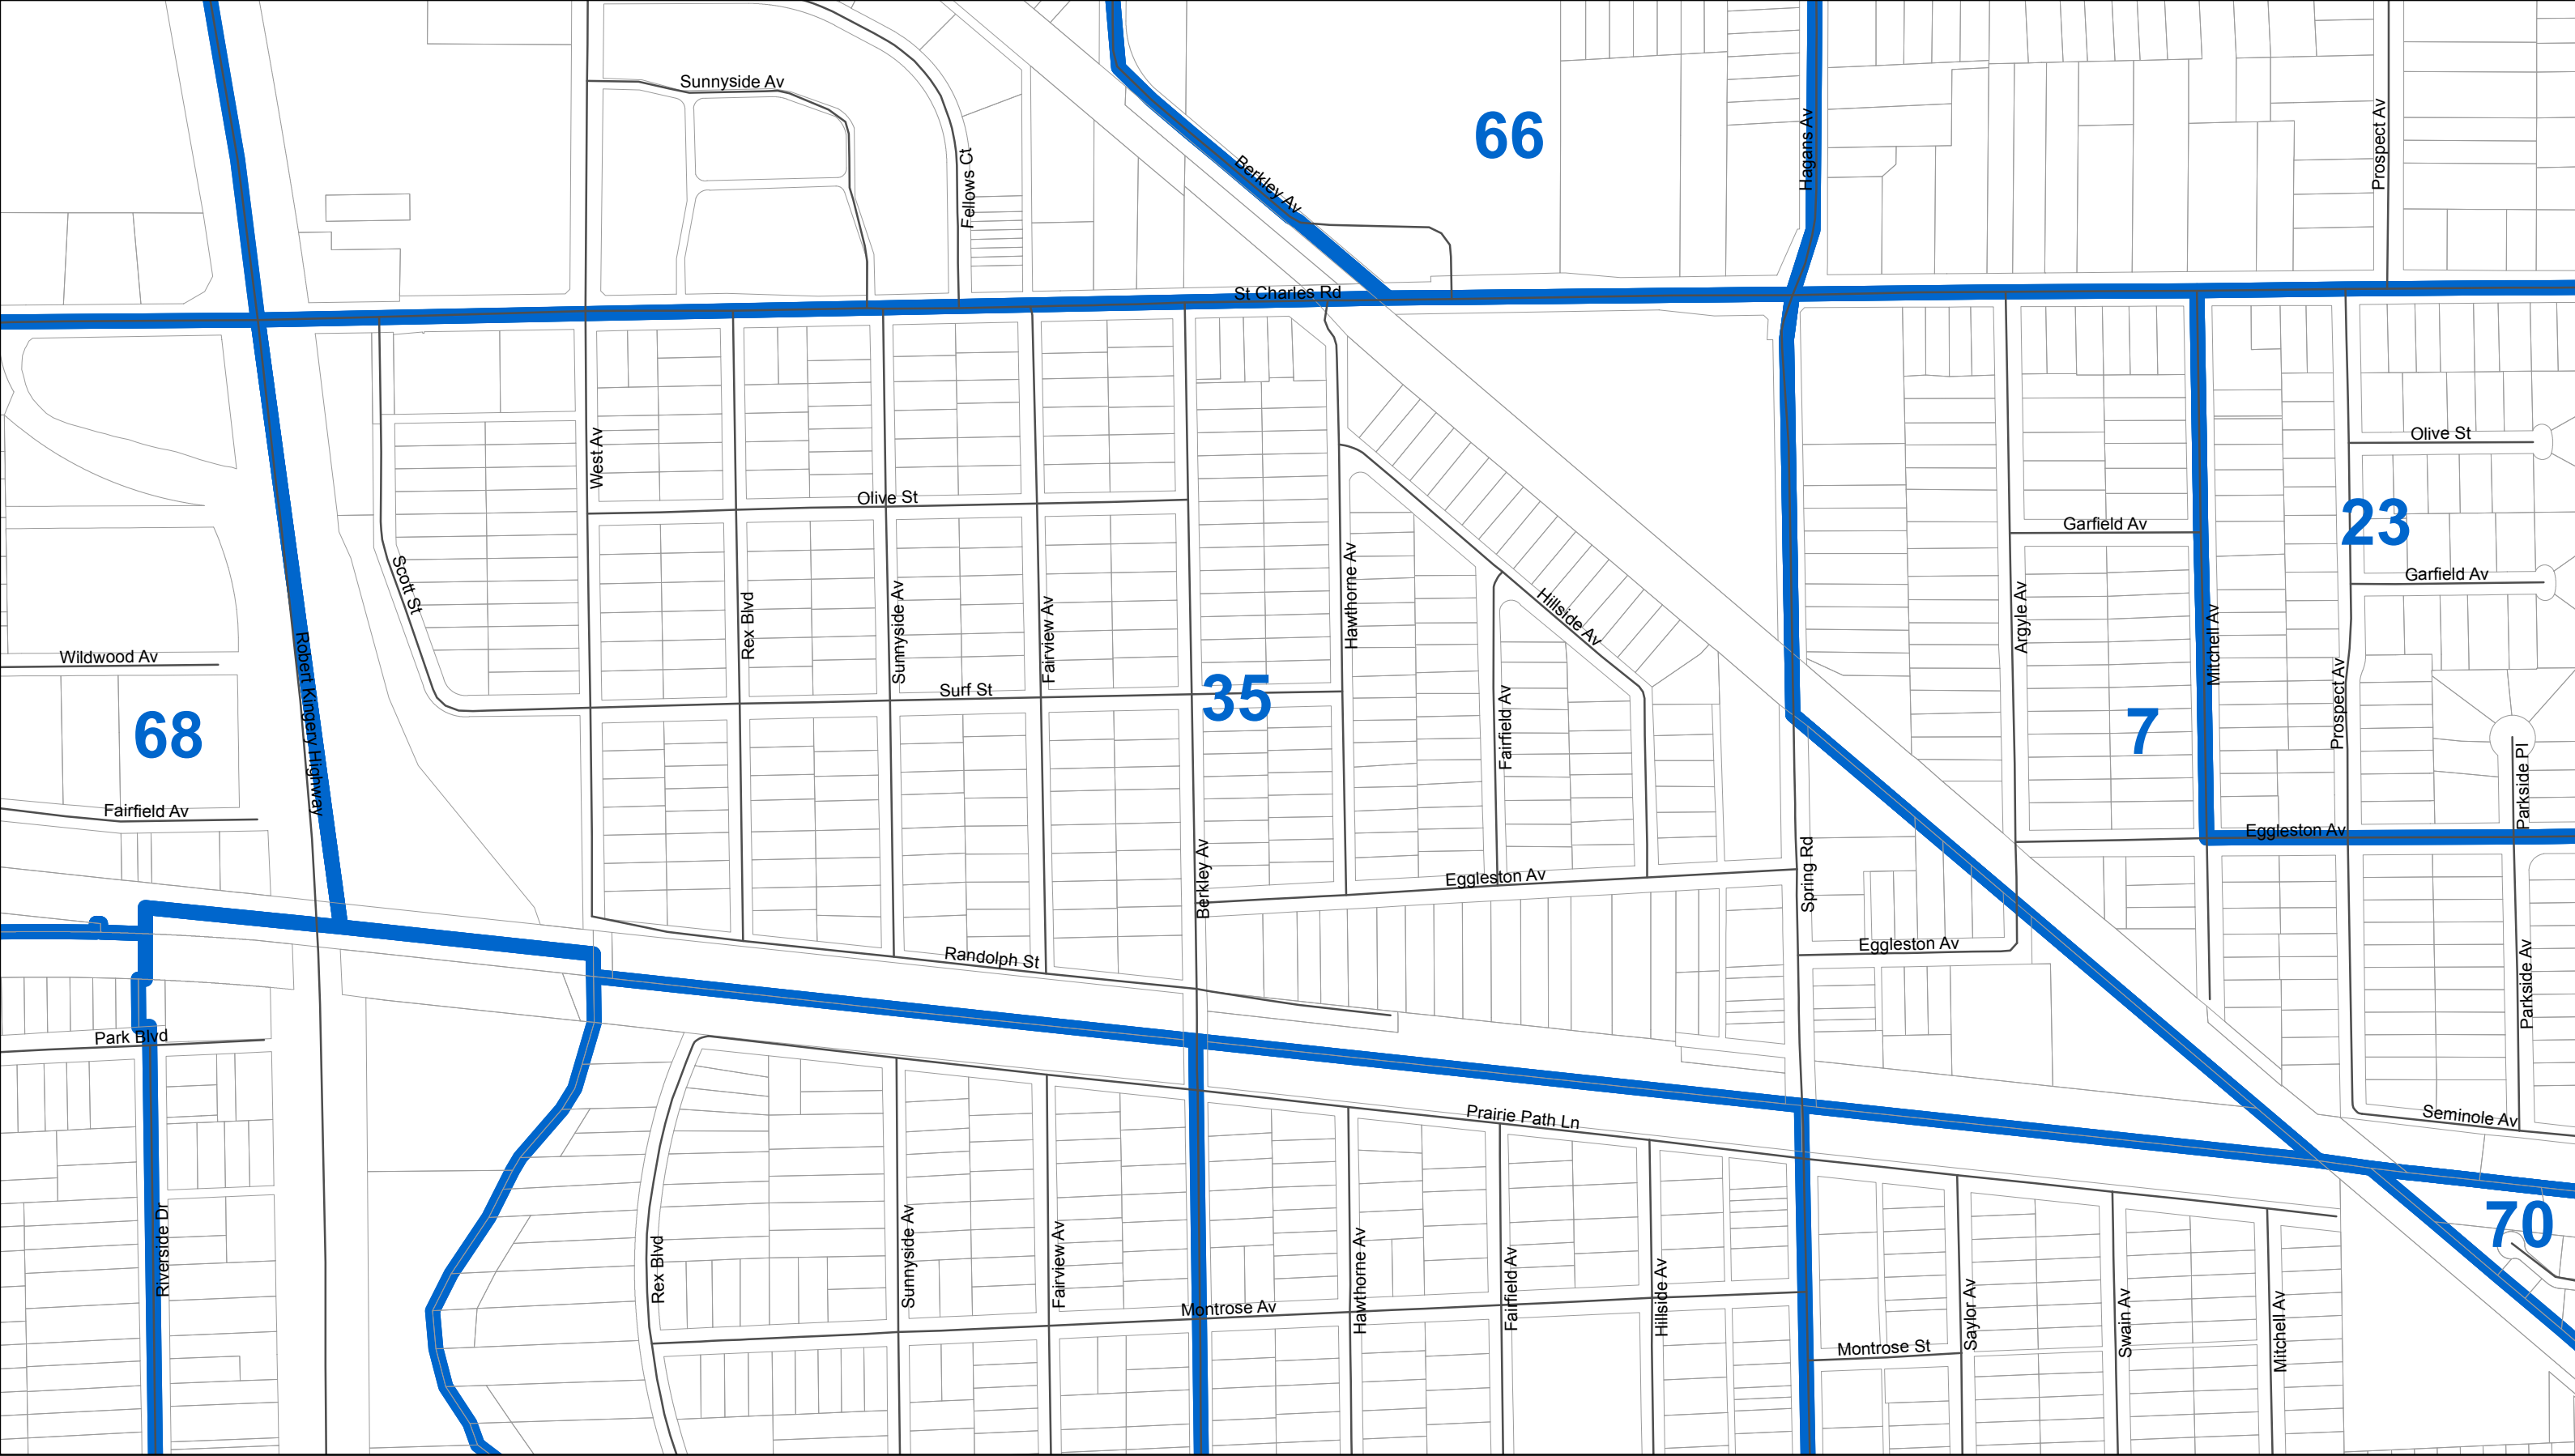 Sunnyside Av
Fellows Ct
Berkley Av
66
Hagans Av
Prospect Av
St Charles Rd
West Av
Olive St
Olive St
23
Garfield Av
Garfield Av
Scott St
Rex Blvd
Sunnyside Av
Fairview Av
Hawthorne Av
Hillside Av
Argyle Av
Mitchell Av
Wildwood Av
Robert Kingery Highway
68
Surf St
35
Fairfield Av
7
Prospect Av
Parkside Pl
Fairfield Av
Eggleston Av
Berkley Av
Eggleston Av
Spring Rd
Eggleston Av
Randolph St
Parkside Av
Park Blvd
Prairie Path Ln
Seminole Av
70
Riverside Dr
Rex Blvd
Sunnyside Av
Fairview Av
Montrose Av
Hawthorne Av
Fairfield Av
Hillside Av
Montrose St
Saylor Av
Swain Av
Mitchell Av